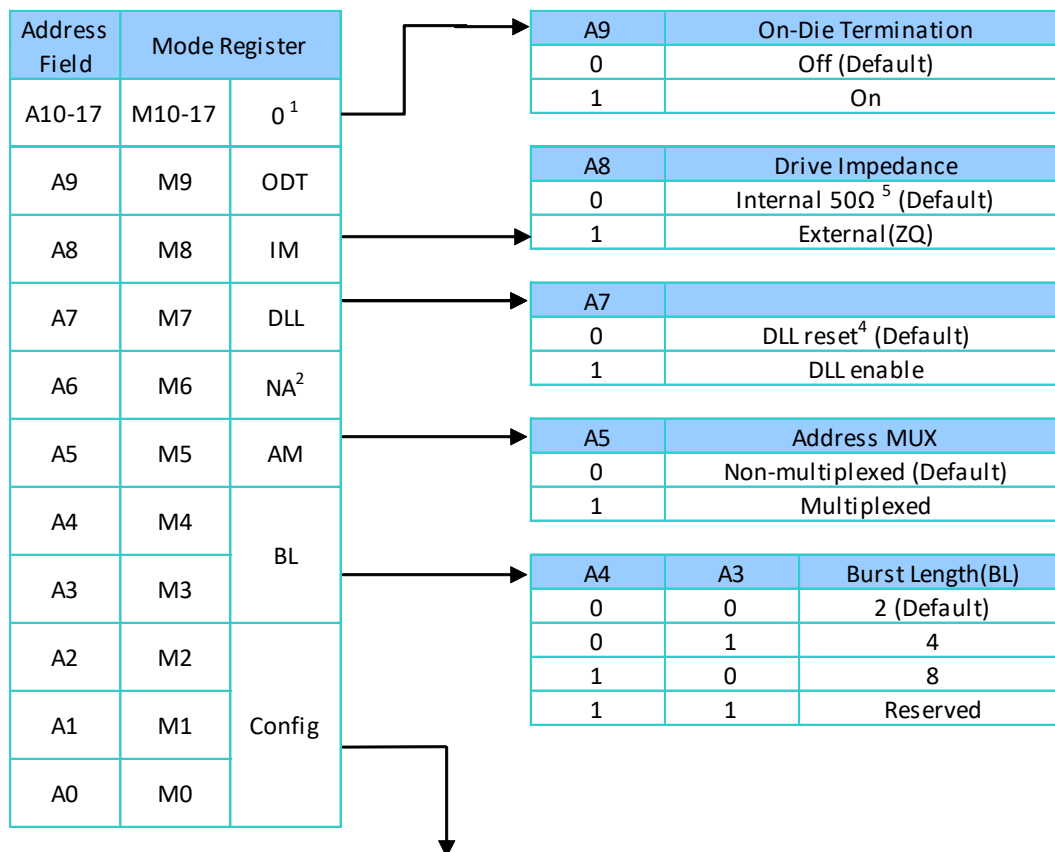 Address Field Mode Register
A10-17 M10-17 0 1
A9 M9 ODT
A8 M8 IM
A7 M7 DLL
A6 M6 NA2
A5 M5 AM
A4 M4 BL
A3 M3
A2 M2 Config
A1 M1
A0 M0
A9 On-Die Termination
0 Off (Default)
1 On
A8 Drive Impedance
0 Internal 50Ω 5 (Default)
1 External(ZQ)
A7
0 DLL reset4 (Default)
1 DLL enable
A5 Address MUX
0 Non-multiplexed (Default)
1 Multiplexed
A4 A3 Burst Length(BL)
0 0 2 (Default)
0 1 4
1 0 8
1 1 Reserved